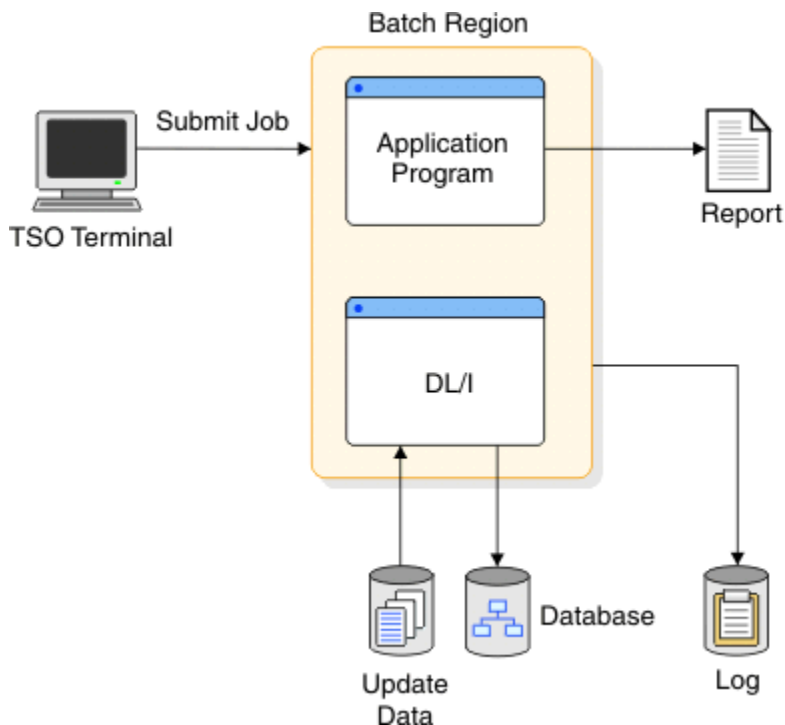 Batch Region
Submit Job
Application
Program
TSO Terminal
Report
DL/I
Database
Update
Data
Log